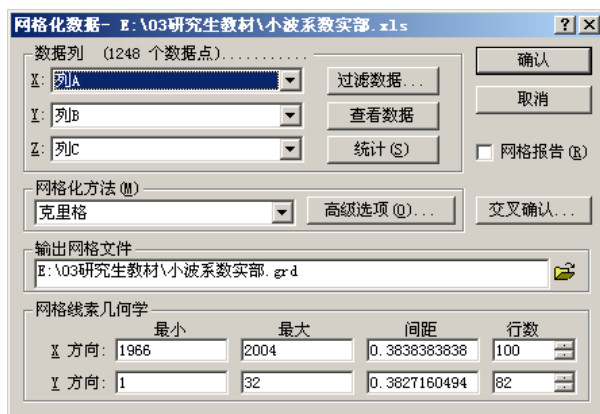 网格化数据- E:\03研究生教材\小波系数实部.xls
数据列 (1248 个数据点)...........
X: 列A
过滤数据...
Y: 列B
查看数据
Z: 列C
统计(S)
确认
取消
网格报告(R)
网格化方法(M)
克里格
高级选项(O)...
交叉确认...
输出网格文件
E:\03研究生教材\小波系数实部.grd
网格线素几何学
最小 最大 间距 行数
X 方向: 1966 2004 0.3838383838 100
Y 方向: 1 32 0.3827160494 82